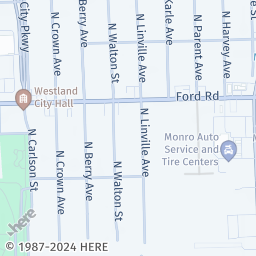 City Pkwy
N Crown Ave
N Berry Ave
N Walton St
N Linville Ave
Karle Ave
N Parent Ave
N Harvey Ave
Westland
City Hall
Ford Rd
N Carlson St
N Crown Ave
N Berry Ave
N Walton St
N Linville Ave
Monro Auto
Service and
Tire Centers
here
© 1987-2024 HERE